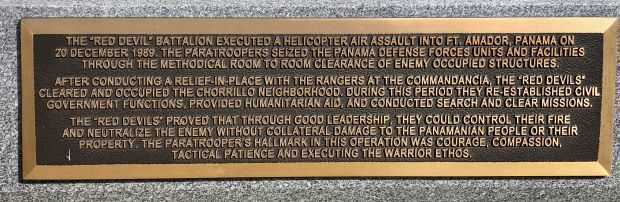 THE "RED DEVIL" BATTALION EXECUTED A HELICOPTER AIR ASSAULT INTO FT. AMADOR, PANAMA ON
20 DECEMBER 1989. THE PARATROOPERS SEIZED THE PANAMA DEFENSE FORCES UNITS AND FACILITIES
THROUGH THE METHODICAL ROOM TO ROOM CLEARANCE OF ENEMY OCCUPIED STRUCTURES.
AFTER CONDUCTING A RELIEF-IN-PLACE WITH THE RANGERS AT THE COMMANDANCIA, THE "RED DEVILS"
CLEARED AND OCCUPIED THE CHORRILLO NEIGHBORHOOD. DURING THIS PERIOD THEY RE-ESTABLISHED CIVIL
GOVERNMENT FUNCTIONS, PROVIDED HUMANITARIAN AID, AND CONDUCTED SEARCH AND CLEAR MISSIONS.
THE "RED DEVILS" PROVED THAT THROUGH GOOD LEADERSHIP, THEY COULD CONTROL THEIR FIRE
AND NEUTRALIZE THE ENEMY WITHOUT COLLATERAL DAMAGE TO THE PANAMANIAN PEOPLE OR THEIR
PROPERTY. THE PARATROOPER'S HALLMARK IN THIS OPERATION WAS COURAGE, COMPASSION,
TACTICAL PATIENCE AND EXECUTING THE WARRIOR ETHOS.